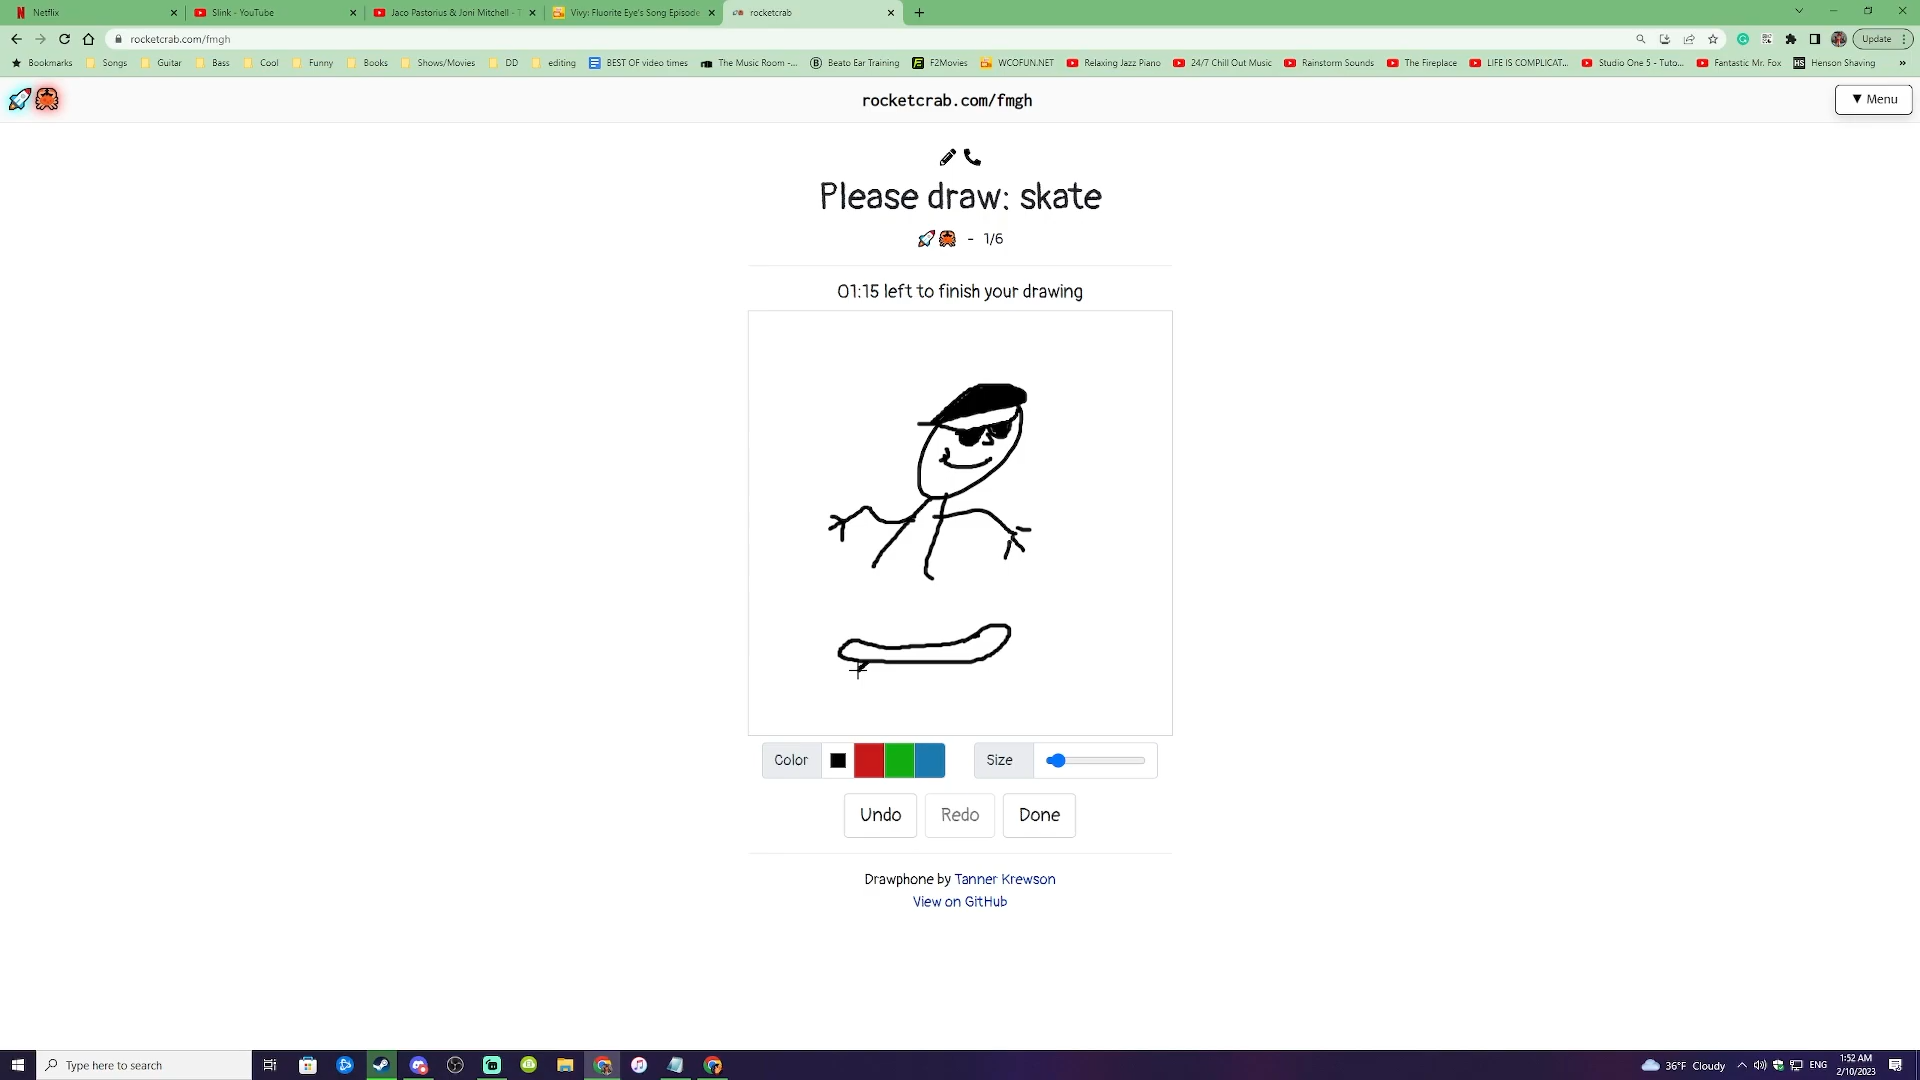 Netflix
Slink - YouTube
Jaco Pastorius & Joni Mitchell - T
Vivy: Fluorite Eye's Song Episode
rocketcrab
rocketcrab.com/fmgh
Update
Bookmarks
Songs
Guitar
Bass
Cool
Funny
Books
Shows/Movies
DD
editing
BEST OF video times
The Music Room -...
Beato Ear Training
F2Movies
WCOFUN.NET
Relaxing Jazz Piano
24/7 Chill Out Music
Rainstorm Sounds
The Fireplace
LIFE IS COMPLICAT...
Studio One 5 - Tuto...
Fantastic Mr. Fox
HS Henson Shaving
»
rocketcrab.com/fmgh
▼ Menu
Please draw: skate
- 1/6
01:15 left to finish your drawing
Color
Size
Undo
Redo
Done
Drawphone by Tanner Krewson
View on GitHub
Type here to search
36°F Cloudy
ENG
1:52 AM
2/10/2023